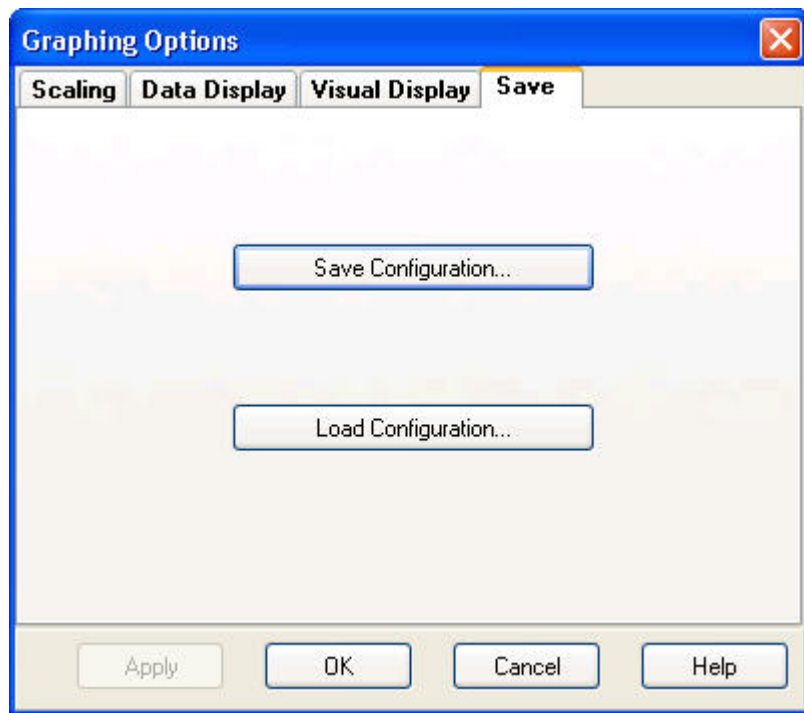 Graphing Options
Scaling Data Display Visual Display Save
Save Configuration...
Load Configuration...
Apply OK Cancel Help